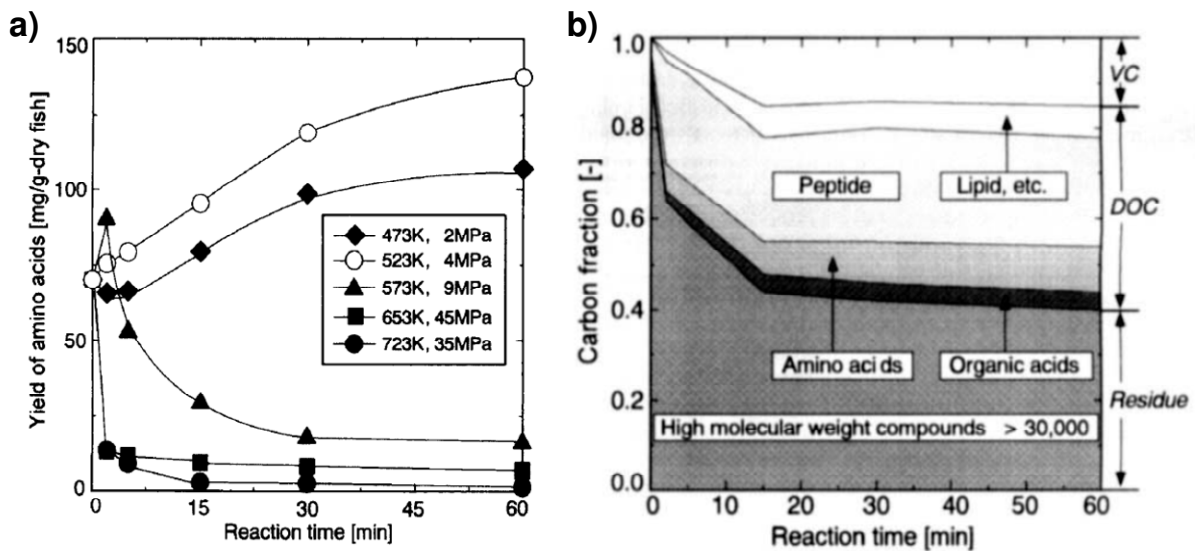 a)
150
100
50
0
Yield of amino acids [mg/g-dry fish]
473K, 2MPa
523K, 4MPa
573K, 9MPa
653K, 45MPa
723K, 35MPa
0 15 30 45 60
Reaction time [min]
b)
1.0
0.8
0.6
0.4
0.2
0.0
Carbon fraction [-]
Peptide
Lipid, etc.
Amino acids
Organic acids
High molecular weight compounds > 30,000
VC
DOC
Residue
0 10 20 30 40 50 60
Reaction time [min]